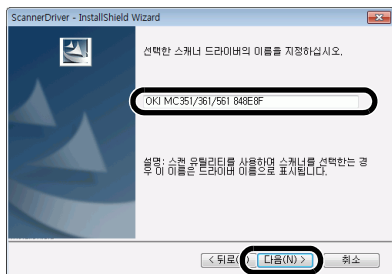 ScannerDriver - InstallShield Wizard
선택한 스캐너 드라이버의 이름을 지정하십시오.
OKI MC351/361/561 848E8F
설명: 스캔 유틸리티를 사용하여 스캐너를 선택한는 경
우 이 이름은 드라이버 이름으로 표시됩니다.
InstallShield
< 뒤로( 다음(N) > 취소